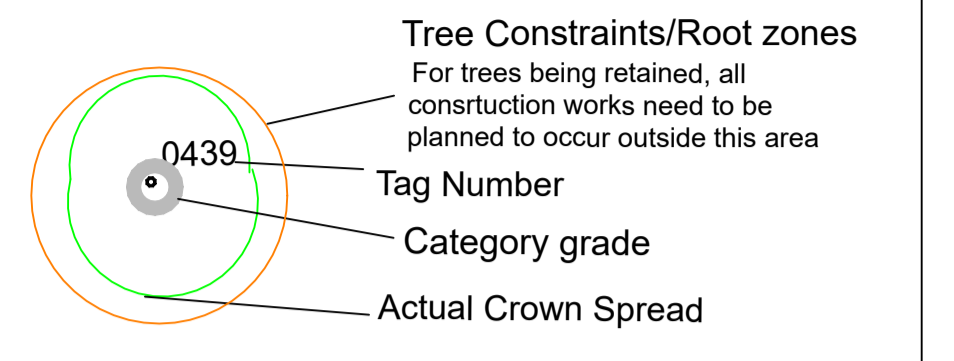 Tree Constraints/Root zones
For trees being retained, all
consrtuction works need to be
planned to occur outside this area
0439
Tag Number
Category grade
Actual Crown Spread